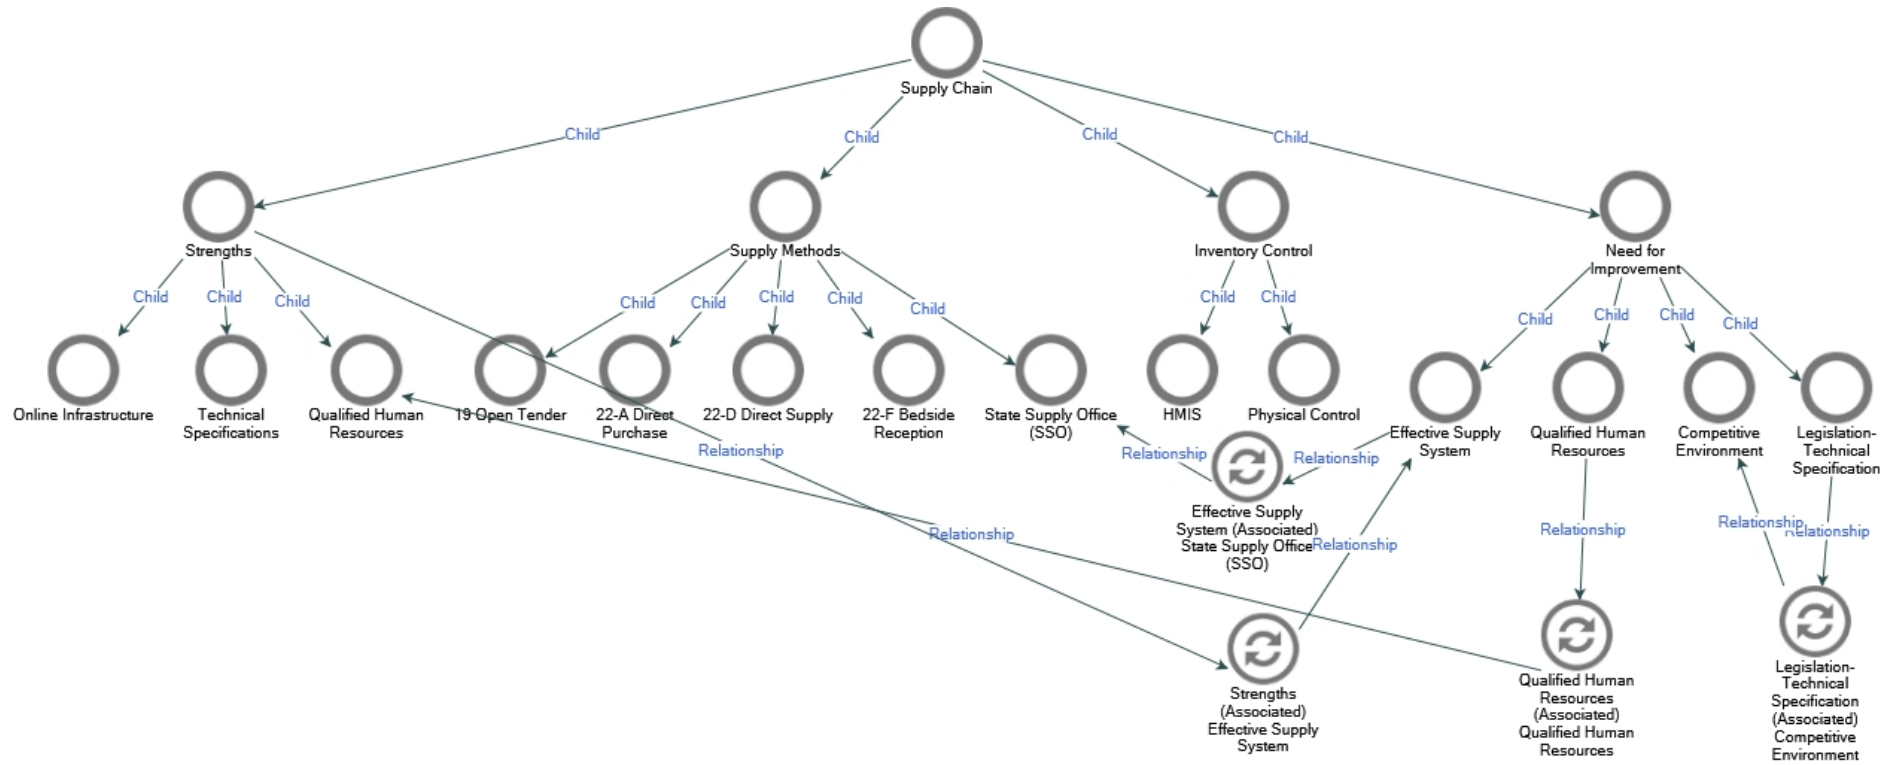 Supply Chain
Child
Child
Child
Child
Strengths
Supply Methods
Inventory Control
Need for
Improvement
Child
Child
Child
Child
Child
Child
Child
Child
Child
Child
Child
Child
Child
Child
Online Infrastructure
Technical
Specifications
Qualified Human
Resources
19 Open Tender
22-A Direct
Purchase
22-D Direct Supply
22-F Bedside
Reception
State Supply Office
(SSO)
HMIS
Physical Control
Effective Supply
System
Qualified Human
Resources
Competitive
Environment
Legislation-
Technical
Specification
Relationship
Relationship
Relationship
Effective Supply
System (Associated)
State Supply Office
(SSO)
Relationship
Relationship
Relationship
Relationship
Relationship
Strengths
(Associated)
Effective Supply
System
Qualified Human
Resources
(Associated)
Qualified Human
Resources
Legislation-
Technical
Specification
(Associated)
Competitive
Environment